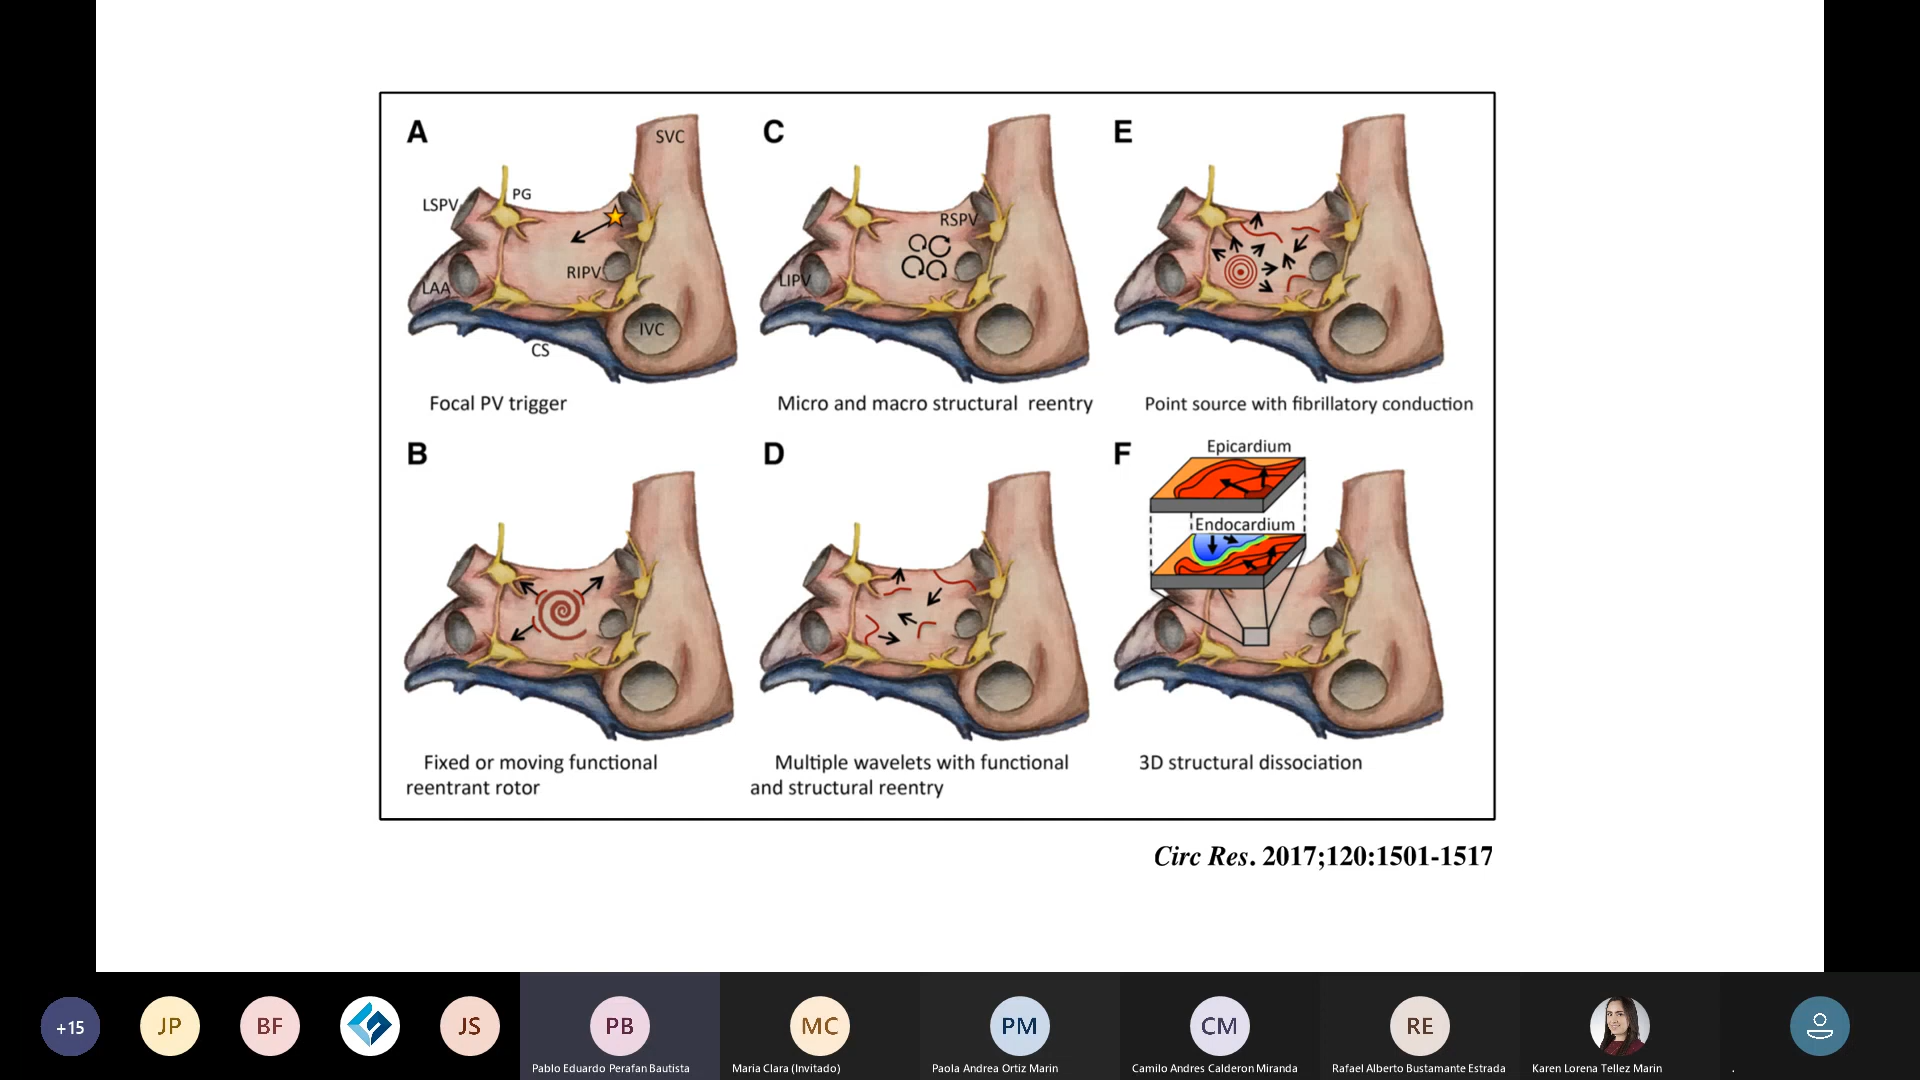 A
SVC
PG
LSPV
RIPV
LAA
IVC
CS
Focal PV trigger
C
RSPV
LIPV
Micro and macro structural reentry
E
Point source with fibrillatory conduction
B
Fixed or moving functional
reentrant rotor
D
Multiple wavelets with functional
and structural reentry
F
Epicardium
Endocardium
3D structural dissociation
Circ Res. 2017;120:1501-1517
+15
JP
BF
JS
PB
Pablo Eduardo Perafan Bautista
MC
Maria Clara (Invitado)
PM
Paola Andrea Ortiz Marin
CM
Camilo Andres Calderon Miranda
RE
Rafael Alberto Bustamante Estrada
Karen Lorena Tellez Marin
.